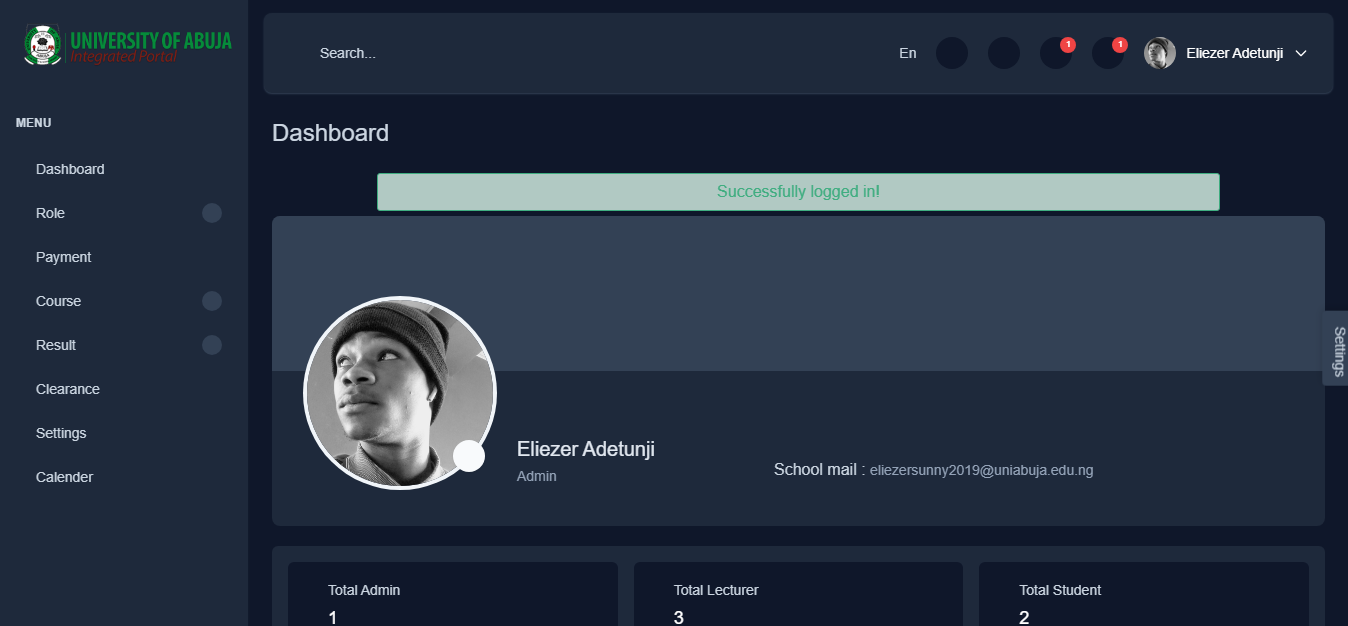 UNIVERSITY OF ABUJA
Integrated Portal
MENU
Dashboard
Role
Payment
Course
Result
Clearance
Settings
Calender
Search...
En
1
1
Eliezer Adetunji
Dashboard
Successfully logged in!
Eliezer Adetunji
Admin
School mail : eliezersunny2019@uniabuja.edu.ng
Settings
Total Admin
1
Total Lecturer
3
Total Student
2